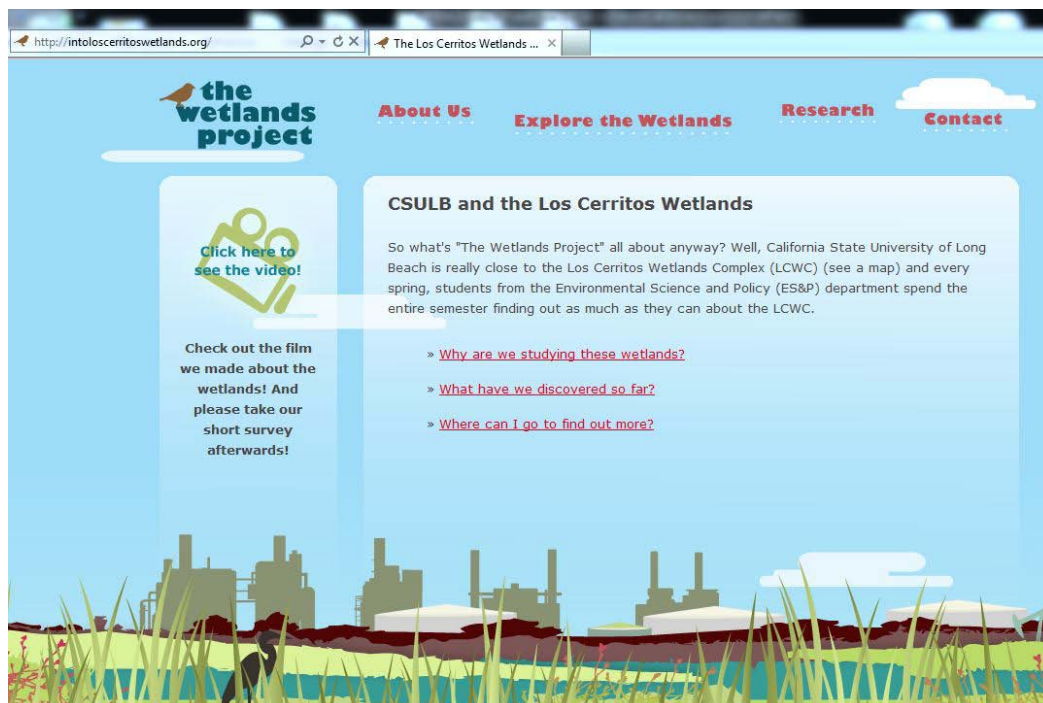 http://intoloscerritoswetlands.org/
The Los Cerritos Wetlands ...
the
wetlands
project
About Us
Explore the Wetlands
Research
Contact
Click here to
see the video!
Check out the film
we made about the
wetlands! And
please take our
short survey
afterwards!
CSULB and the Los Cerritos Wetlands
So what's "The Wetlands Project" all about anyway? Well, California State University of Long
Beach is really close to the Los Cerritos Wetlands Complex (LCWC) (see a map) and every
spring, students from the Environmental Science and Policy (ES&P) department spend the
entire semester finding out as much as they can about the LCWC.
» Why are we studying these wetlands?
» What have we discovered so far?
» Where can I go to find out more?